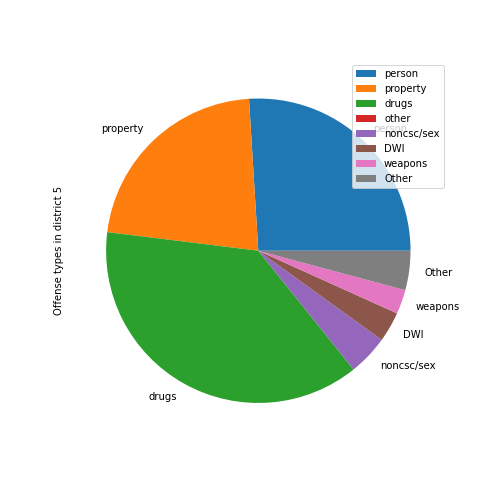 person
property
drugs
other
noncsc/sex
DWI
weapons
Other
person
property
drugs
noncsc/sex
DWI
weapons
Other
Offense types in district 5